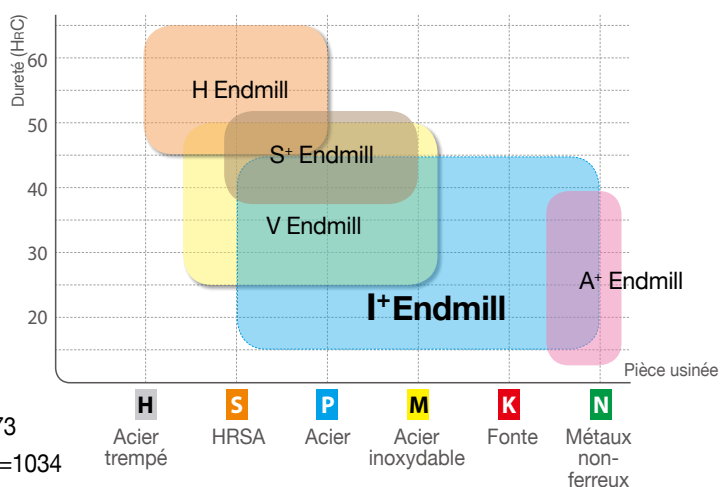 Dureté (HRC)
60
50
40
30
20
H Endmill
S+ Endmill
V Endmill
I+ Endmill
A+ Endmill
Pièce usinée
H
S
P
M
K
N
Acier
trempé
HRSA
Acier
Acier
inoxydable
Fonte
Métaux
non-
ferreux
73
=1034